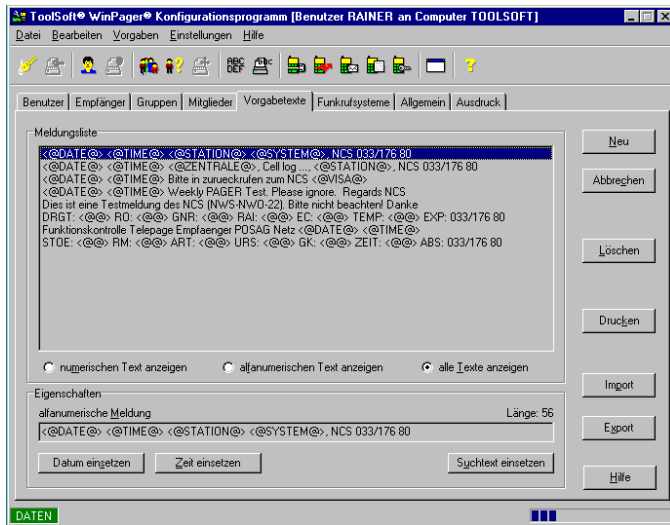 ToolSoft® WinPager® Konfigurationsprogramm [Benutzer RAINER an Computer TOOLSOFT]
Datei Bearbeiten Vorgaben Einstellungen Hilfe
ABC
DEF
Benutzer Empfänger Gruppen Mitglieder Vorgabetexte Funkrufsysteme Allgemein Ausdruck
Meldungsliste
<@DATE@> <@TIME@> <@STATION@> <@SYSTEM@>, NCS 033/176 80
<@DATE@> <@TIME@> <@ZENTRALE@>, Cell log ..., <@STATION@>, NCS 033/176 80
<@DATE@> <@TIME@> Bitte in zurueckrufen zum NCS <@VISA@>
<@DATE@> <@TIME@> Weekly PAGER Test. Please ignore. Regards NCS
Dies ist eine Testmeldung des NCS (NWS-NWO-22). Bitte nicht beachten! Danke
DRGT: <@@> RO: <@@> GNR: <@@> RAI: <@@> EC: <@@> TEMP: <@@> EXP: 033/176 80
Funktionskontrolle Telepage Empfaenger POSAG Netz <@DATE@> <@TIME@>
STOE: <@@> RM: <@@> ART: <@@> URS: <@@> GK: <@@> ZEIT: <@@> ABS: 033/176 80
numerischen Text anzeigen alfanumerischen Text anzeigen alle Texte anzeigen
Eigenschaften
alfanumerische Meldung Länge: 56
<@DATE@> <@TIME@> <@STATION@> <@SYSTEM@>, NCS 033/176 80
Datum einsetzen Zeit einsetzen Suchtext einsetzen
Neu
Abbrechen
Löschen
Drucken
Import
Export
Hilfe
DATEN